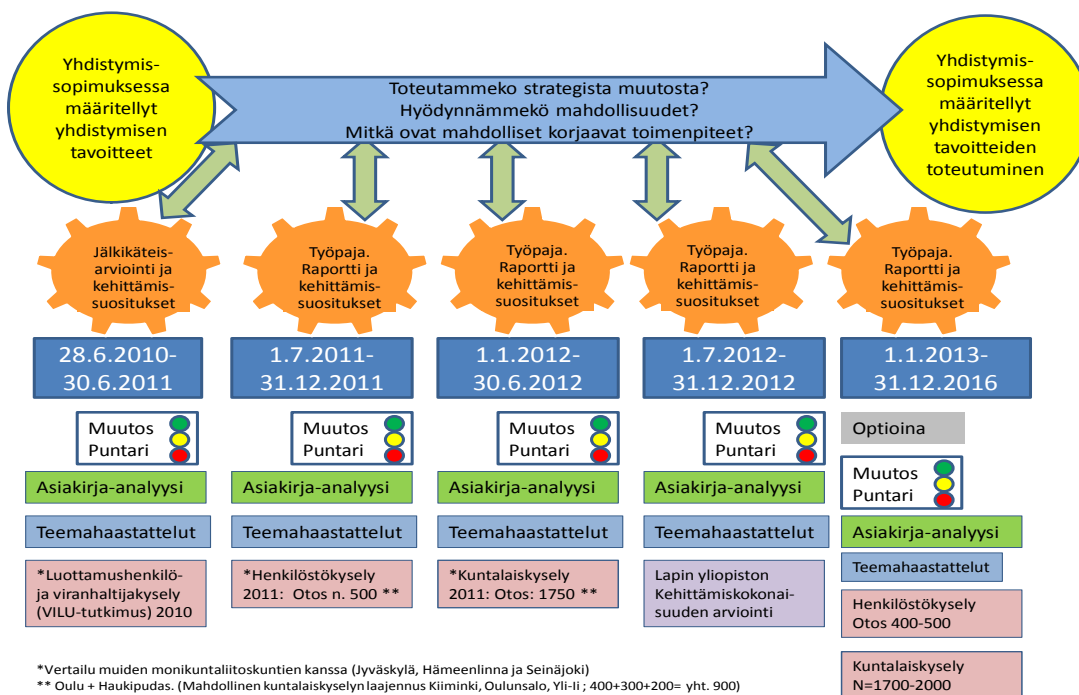 Yhdistymis-
sopimuksessa
määritellyt
yhdistymisen
tavoitteet
Toteutammeko strategista muutosta?
Hyödynnämmekö mahdollisuudet?
Mitkä ovat mahdolliset korjaavat toimenpiteet?
Yhdistymis-
sopimuksessa
määritellyt
yhdistymisen
tavoitteiden
toteutuminen
Jälkikäteis-
arviointi ja
kehittämis-
suositukset
Työpaja.
Raportti ja
kehittämis-
suositukset
Työpaja.
Raportti ja
kehittämis-
suositukset
Työpaja.
Raportti ja
kehittämis-
suositukset
Työpaja.
Raportti ja
kehittämis-
suositukset
28.6.2010-
30.6.2011
1.7.2011-
31.12.2011
1.1.2012-
30.6.2012
1.7.2012-
31.12.2012
1.1.2013-
31.12.2016
Muutos
Puntari
Asiakirja-analyysi
Teemahaastattelut
*Luottamushenkilö-
ja viranhaltijakysely
(VILU-tutkimus) 2010
Muutos
Puntari
Asiakirja-analyysi
Teemahaastattelut
*Henkilöstökysely
2011: Otos n. 500 **
Muutos
Puntari
Asiakirja-analyysi
Teemahaastattelut
*Kuntalaiskysely
2011: Otos: 1750 **
Muutos
Puntari
Asiakirja-analyysi
Teemahaastattelut
Lapin yliopiston
Kehittämiskokonai-
suuden arviointi
Optioina
Muutos
Puntari
Asiakirja-analyysi
Teemahaastattelut
Henkilöstökysely
Otos 400-500
Kuntalaiskysely
N=1700-2000
*Vertailu muiden monikuntaliitoskuntien kanssa (Jyväskylä, Hämeenlinna ja Seinäjoki)
** Oulu + Haukipudas. (Mahdollinen kuntalaiskyselyn laajennus Kiiminki, Oulunsalo, Yli-Ii ; 400+300+200= yht. 900)